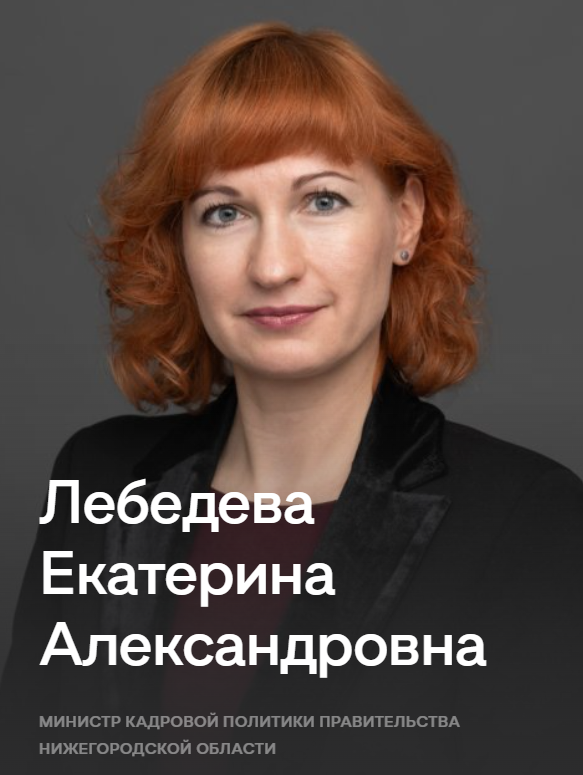 Лебедева
Екатерина
Александровна
МИНИСТР КАДРОВОЙ ПОЛИТИКИ ПРАВИТЕЛЬСТВА
НИЖЕГОРОДСКОЙ ОБЛАСТИ